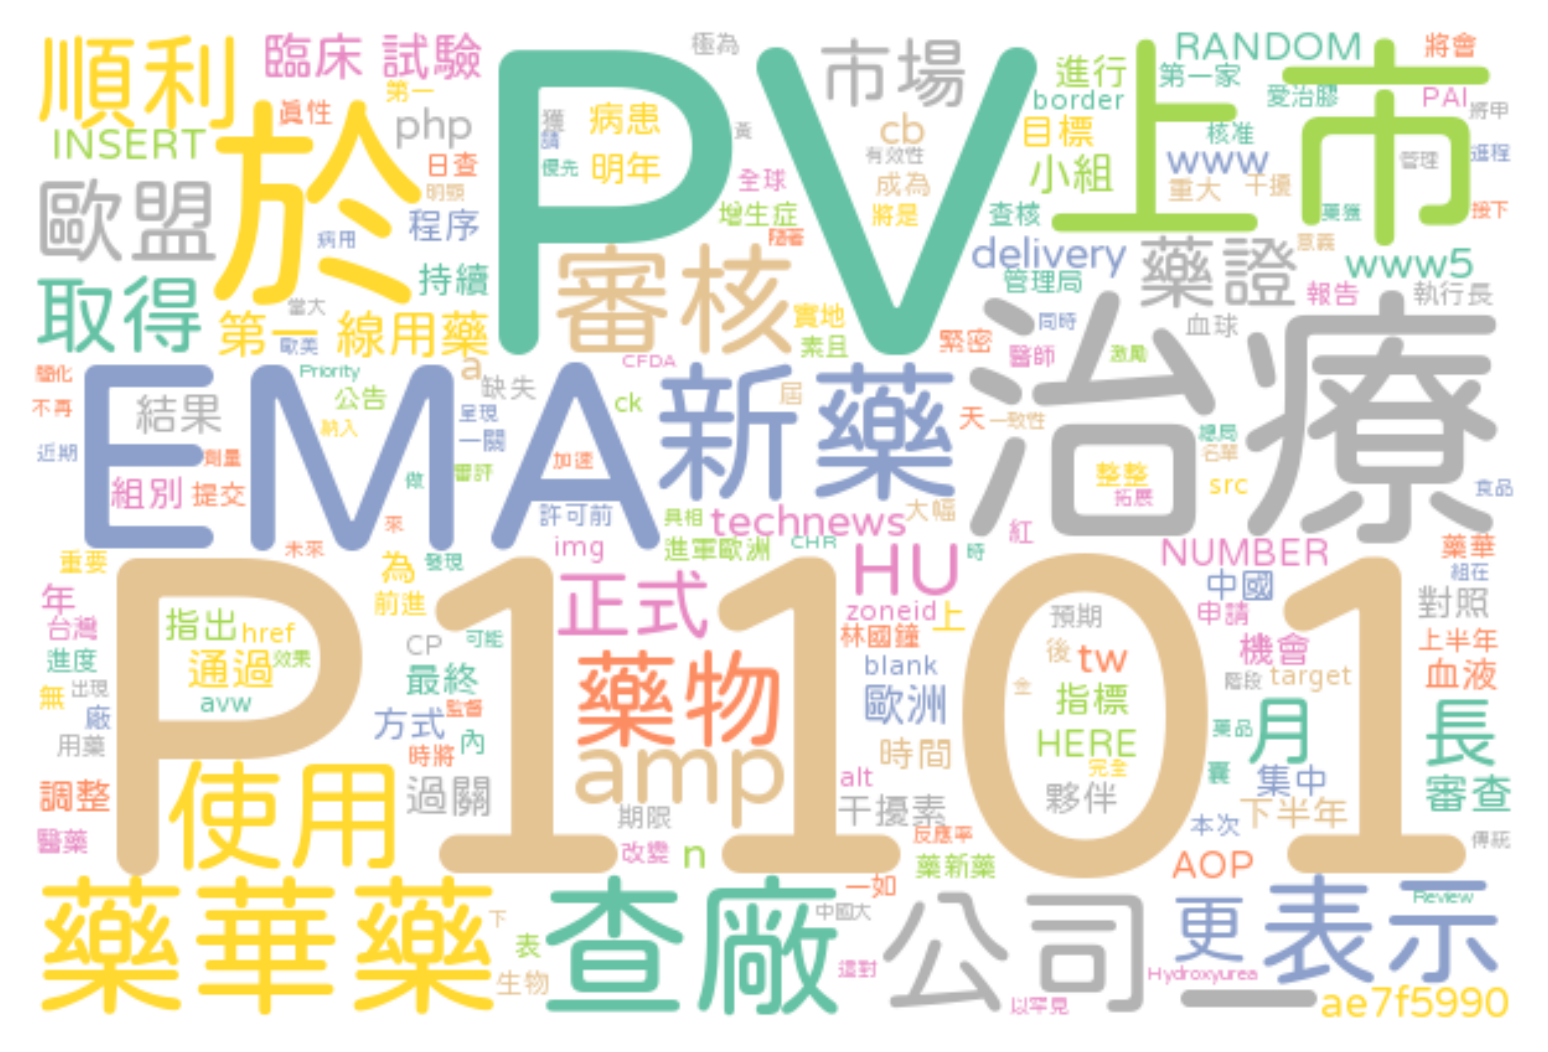 順利
臨床 試驗
PV
市場
上市
RANDOM
將會
第一
極為
進行
第一家
愛治膠
PAI
將甲
INSERT
真性
php
於
獲
請
病患
黃
cb
border
目標
核准
管理
進程
日查
優先
明年
全球
有效性
www
歐盟
明顯
成為
小組
重大
干擾
程序
增生症
將是
查核
藥獲
接下
病用
隨著
delivery
藥證
意義
www5
取得
持續
審核
管理局
報告
執行長
當大
第一 線用藥
實地
同時
治療
血球
歐美
素且
緊密
醫師
激勵
簡化
Priority
a
CFDA
EMA
新藥
缺失
屆
不再
結果
公告
呈現
ck
天
一致性
總局
納入
一關
名單
近期
劑量
加速
整整
組別
提交
做
審評
拓展
src
食品
許可前
具相
technews
大幅
來
紅
img
進軍歐洲
CHR
時
重要
未來
為
發現
HU
NUMBER
藥華
中國
組在
年
前進
P1101
正式
zoneid
上
預期
申請
對照
台灣
指出
href
可能
林國鐘
機會
上半年
進度
通過
效果
CP
blank
後
tw
階段
target
血液
無
出現
最終
藥物
歐洲
金
指標
avw
廠
方式
監督
月
長
用藥
時將
內
amp
時間
HERE
藥品
完全
alt
囊
集中
調整
使用
過關
夥伴
審查
期限
干擾素
下半年
醫藥
反應率
本次
傳統
改變
n
藥新藥
AOP
藥華藥
查廠
一如
公司
更
表示
Review
下
中國大
表
生物
這對
Hydroxyurea
以罕見
一
ae7f5990